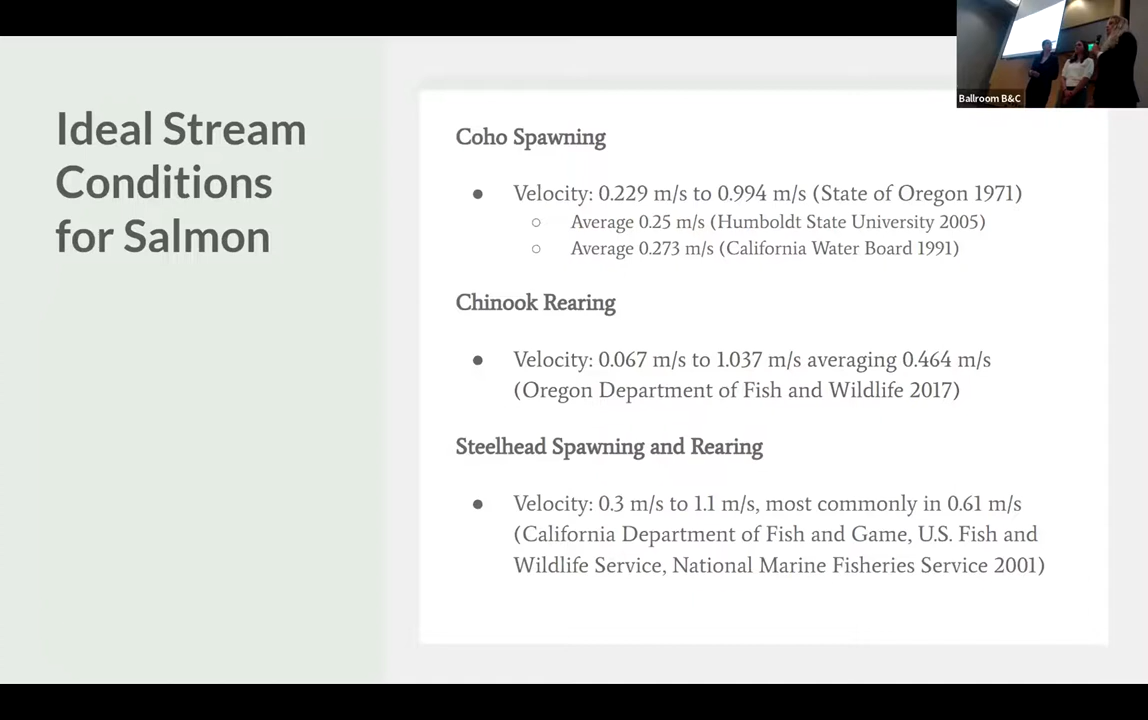 Ideal Stream
Conditions
for Salmon
Coho Spawning
● Velocity: 0.229 m/s to 0.994 m/s (State of Oregon 1971)
○ Average 0.25 m/s (Humboldt State University 2005)
○ Average 0.273 m/s (California Water Board 1991)
Chinook Rearing
● Velocity: 0.067 m/s to 1.037 m/s averaging 0.464 m/s
(Oregon Department of Fish and Wildlife 2017)
Steelhead Spawning and Rearing
● Velocity: 0.3 m/s to 1.1 m/s, most commonly in 0.61 m/s
(California Department of Fish and Game, U.S. Fish and
Wildlife Service, National Marine Fisheries Service 2001)
Ballroom B&C